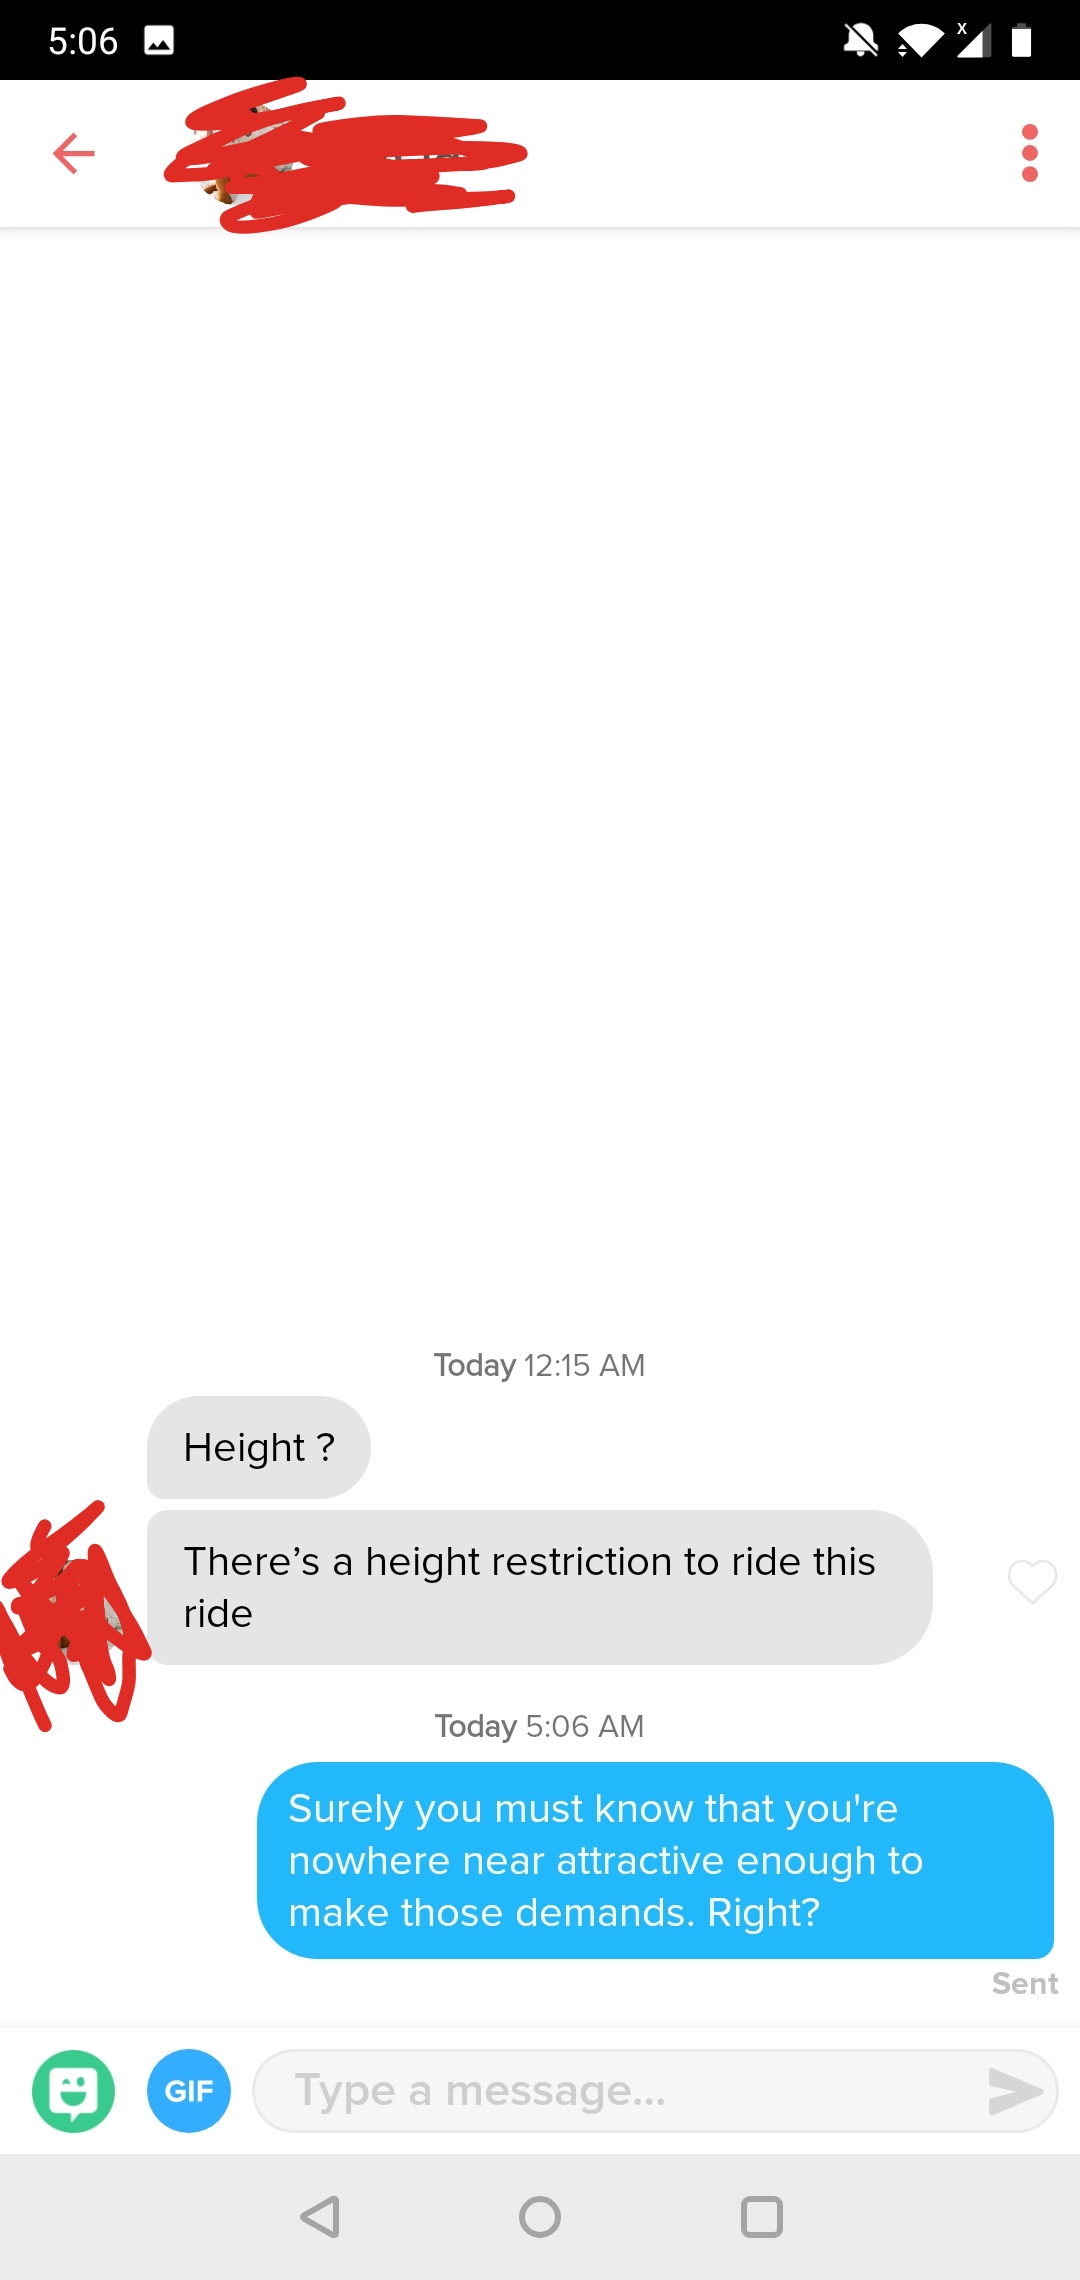 5:06
x
Today 12:15 AM
Height ?
There’s a height restriction to ride this
ride
Today 5:06 AM
Surely you must know that you're
nowhere near attractive enough to
make those demands. Right?
Sent
GIF
Type a message...